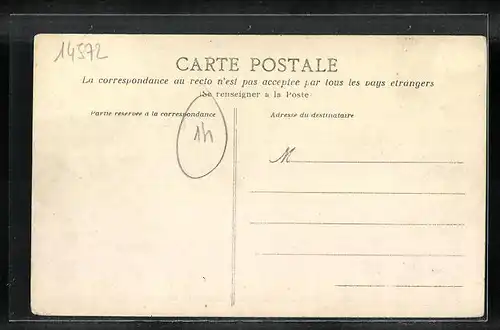 14572
CARTE POSTALE
La correspondance au recto n'est pas acceptée par tous les pays étrangers
(Se renseigner à la Poste)
Partie réservée à la correspondance
Adresse du destinataire
1h
M